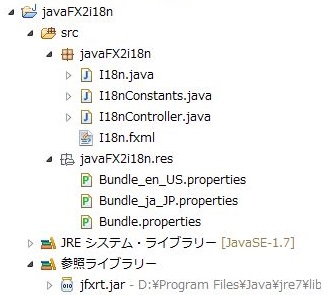 javaFX2i18n
src
javaFX2i18n
I18n.java
I18nConstants.java
I18nController.java
I18n.fxml
javaFX2i18n.res
Bundle_en_US.properties
Bundle_ja_JP.properties
Bundle.properties
JRE システム・ライブラリー [JavaSE-1.7]
参照ライブラリー
jfxrt.jar - D:¥Program Files¥Java¥jre7¥lib